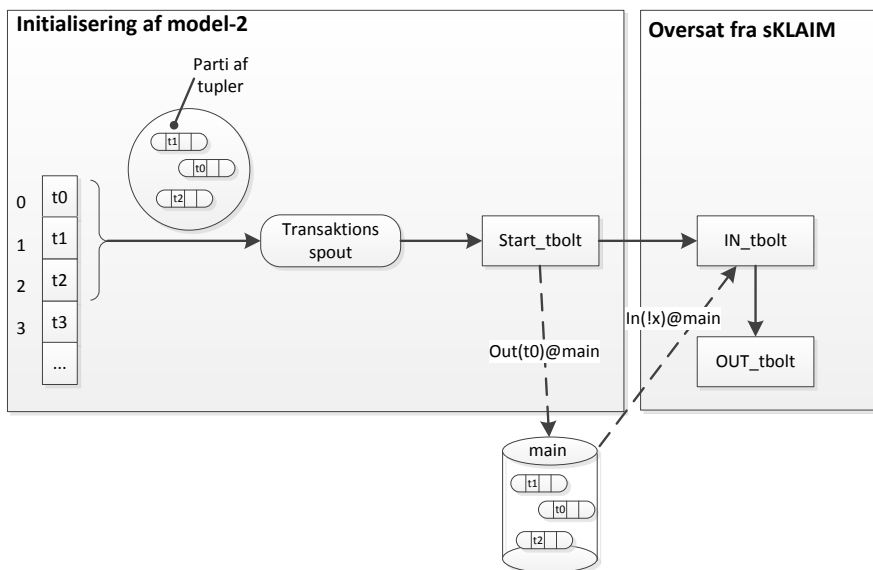 Initialisering af model-2
Oversat fra sKLAIM
Parti af
tupler
t1
t0
t2
0
t0
1
t1
2
t2
3
t3
...
Transaktions
spout
Start_tbolt
IN_tbolt
In(!x)@main
Out(t0)@main
OUT_tbolt
main
t1
t0
t2